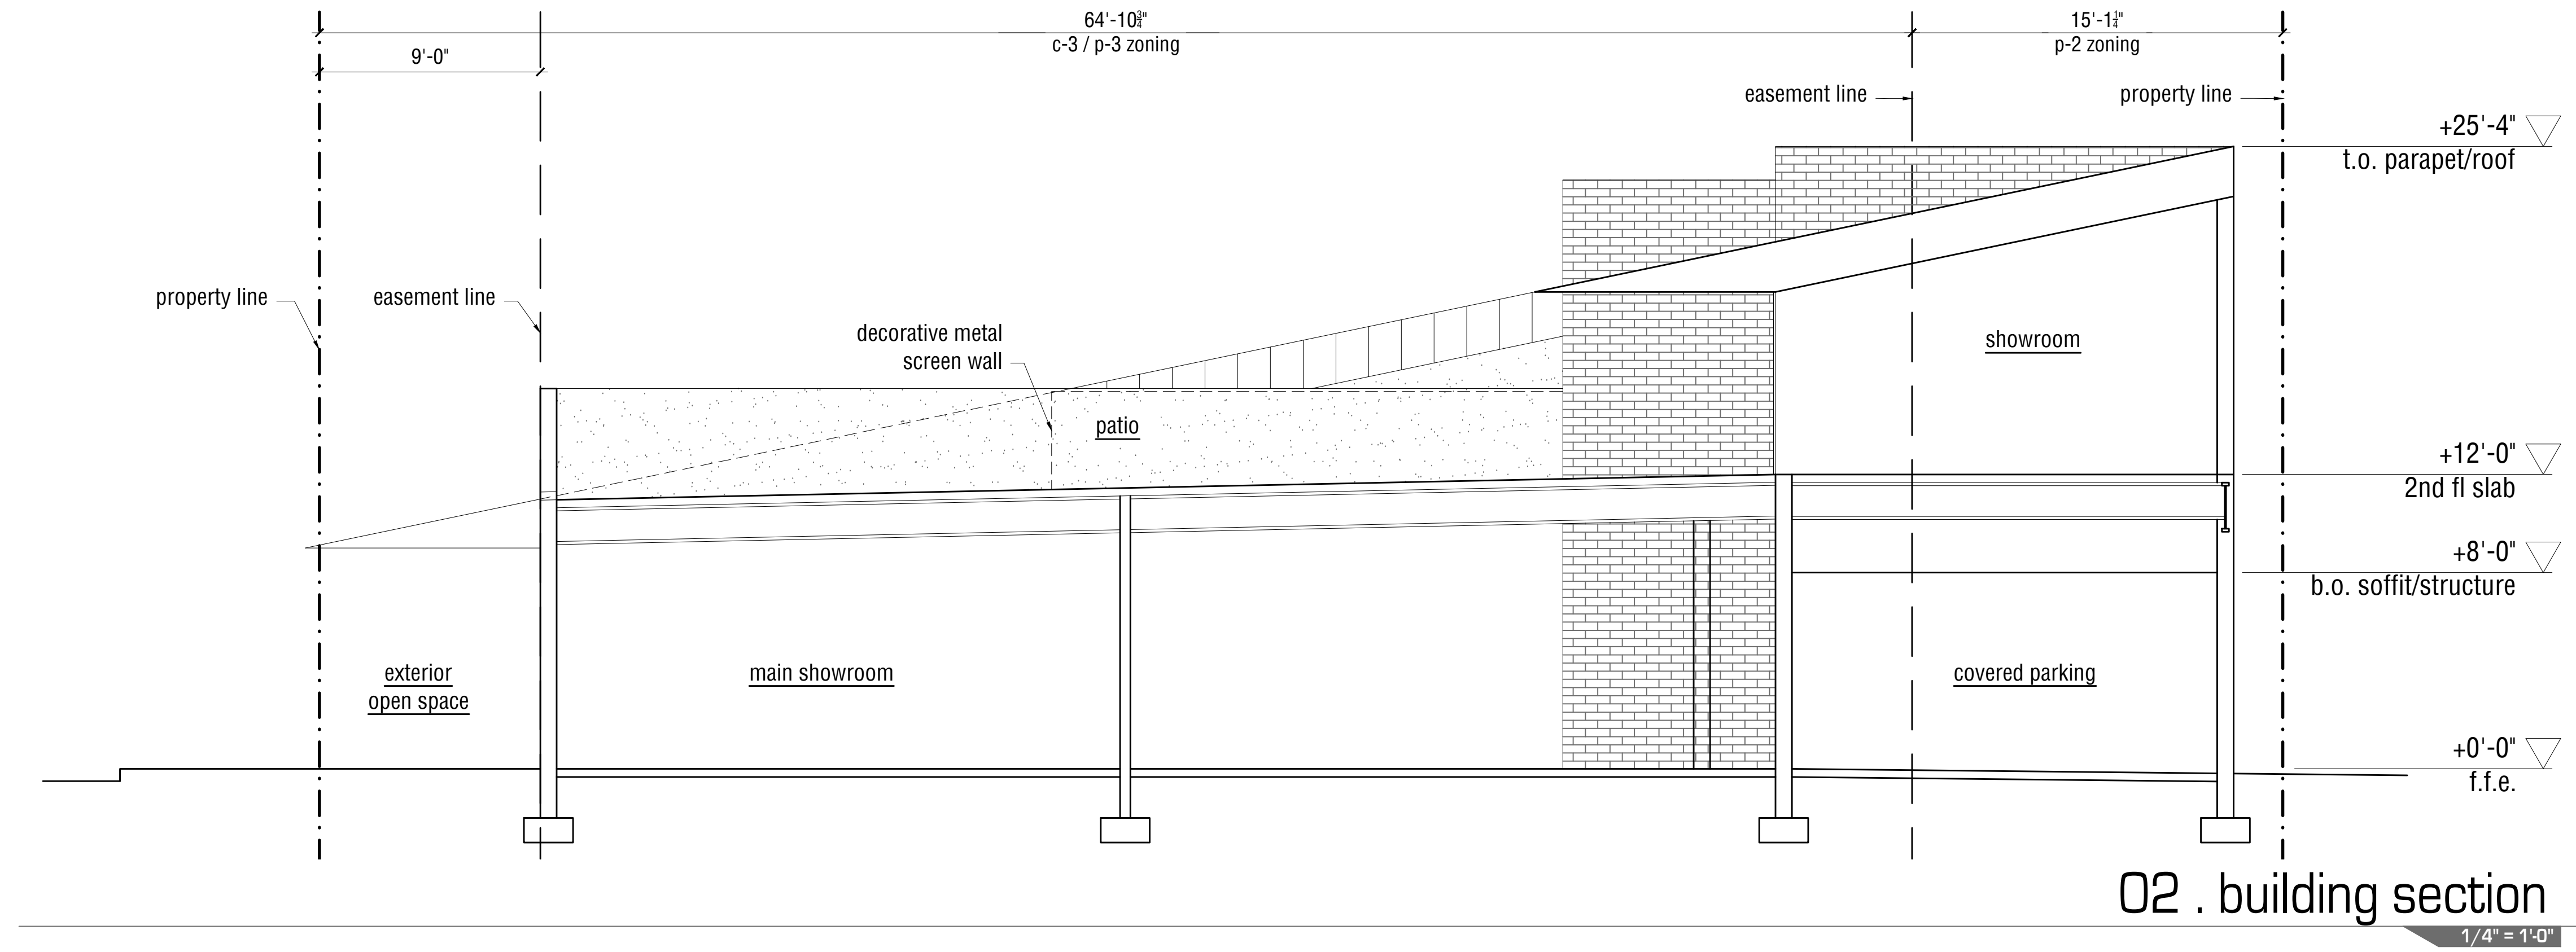 64'-10¾"
c-3 / p-3 zoning
15'-1¼"
p-2 zoning
9'-0"
easement line
property line
+25'-4"
t.o. parapet/roof
property line
easement line
decorative metal
screen wall
showroom
patio
+12'-0"
2nd fl slab
+8'-0"
b.o. soffit/structure
exterior
open space
main showroom
covered parking
+0'-0"
f.f.e.
02 . building section
1/4" = 1'-0"